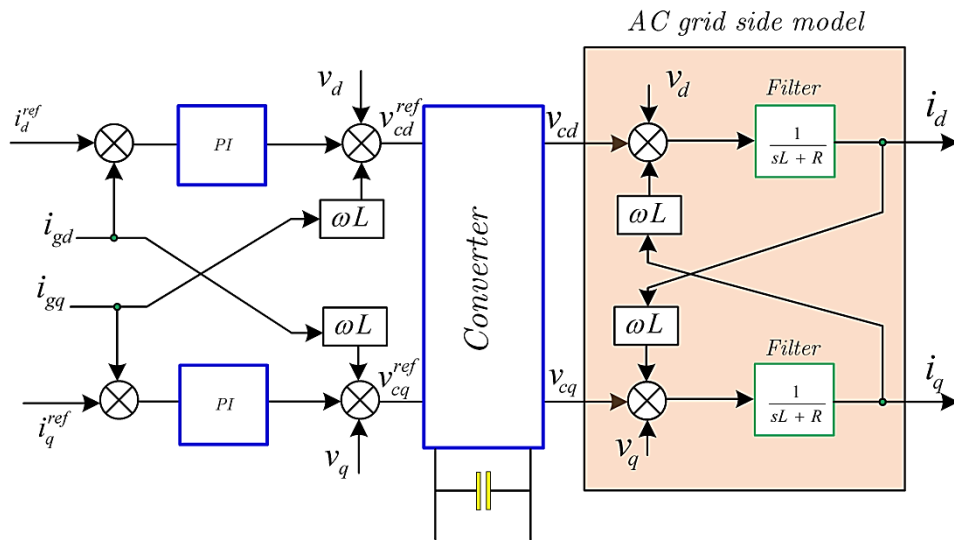 AC grid side model
v_d
v_cd^ref
v_cd
v_d
Filter
i_d
i_d^ref
PI
1
sL + R
ωL
ωL
i_gd
i_gq
Converter
ωL
ωL
Filter
v_cq^ref
v_cq
i_q
PI
1
sL + R
i_q^ref
v_q
v_q